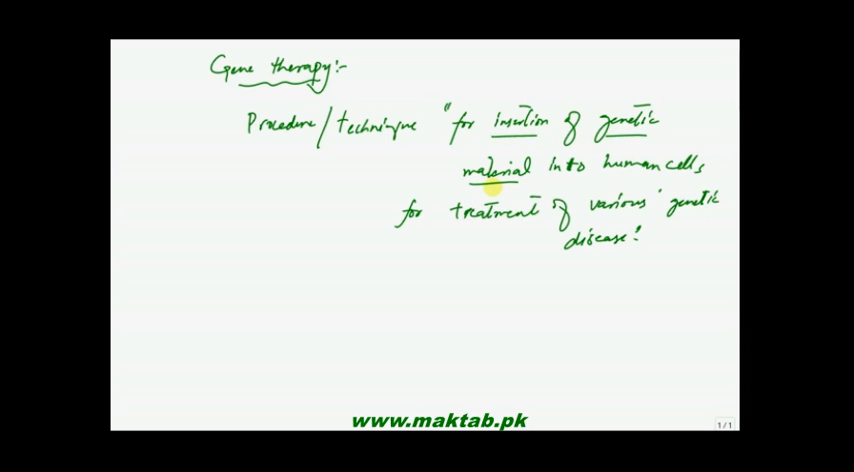 Gene therapy:-
Procedure/technique "for insertion of genetic
material into human cells
for treatment of various genetic
disease"
www.maktab.pk
1/1